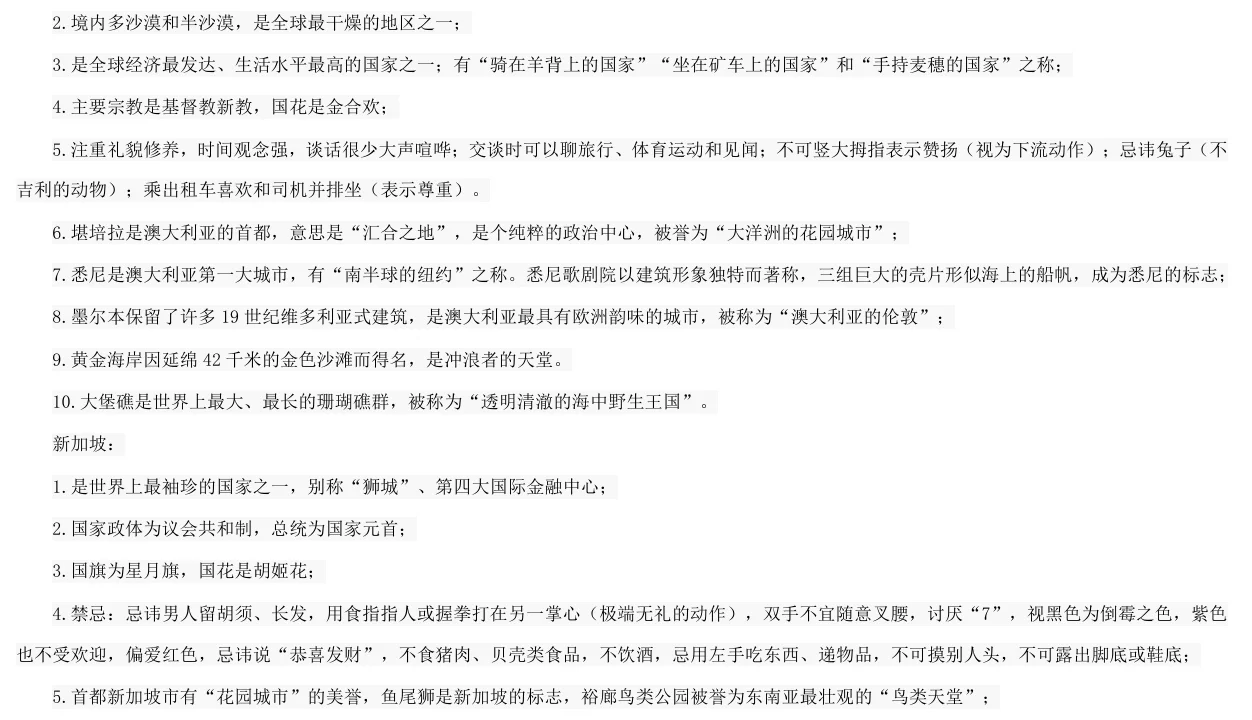 2.境内多沙漠和半沙漠，是全球最干燥的地区之一；
3.是全球经济最发达、生活水平最高的国家之一；有“骑在羊背上的国家”“坐在矿车上的国家”和“手持麦穗的国家”之称；
4.主要宗教是基督教新教，国花是金合欢；
5.注重礼貌修养，时间观念强，谈话很少大声喧哗；交谈时可以聊旅行、体育运动和见闻；不可竖大拇指表示赞扬（视为下流动作）；忌讳兔子（不
吉利的动物）；乘出租车喜欢和司机并排坐（表示尊重）。
6.堪培拉是澳大利亚的首都，意思是“汇合之地”，是个纯粹的政治中心，被誉为“大洋洲的花园城市”；
7.悉尼是澳大利亚第一大城市，有“南半球的纽约”之称。悉尼歌剧院以建筑形象独特而著称，三组巨大的壳片形似海上的船帆，成为悉尼的标志；
8.墨尔本保留了许多 19 世纪维多利亚式建筑，是澳大利亚最具有欧洲韵味的城市，被称为“澳大利亚的伦敦”；
9.黄金海岸因延绵 42 千米的金色沙滩而得名，是冲浪者的天堂。
10.大堡礁是世界上最大、最长的珊瑚礁群，被称为“透明清澈的海中野生王国”。
新加坡：
1.是世界上最袖珍的国家之一，别称“狮城”、第四大国际金融中心；
2.国家政体为议会共和制，总统为国家元首；
3.国旗为星月旗，国花是胡姬花；
4.禁忌：忌讳男人留胡须、长发，用食指指人或握拳打在另一掌心（极端无礼的动作），双手不宜随意叉腰，讨厌“7”，视黑色为倒霉之色，紫色
也不受欢迎，偏爱红色，忌讳说“恭喜发财”，不食猪肉、贝壳类食品，不饮酒，忌用左手吃东西、递物品，不可摸别人头，不可露出脚底或鞋底；
5.首都新加坡市有“花园城市”的美誉，鱼尾狮是新加坡的标志，裕廊鸟类公园被誉为东南亚最壮观的“鸟类天堂”；